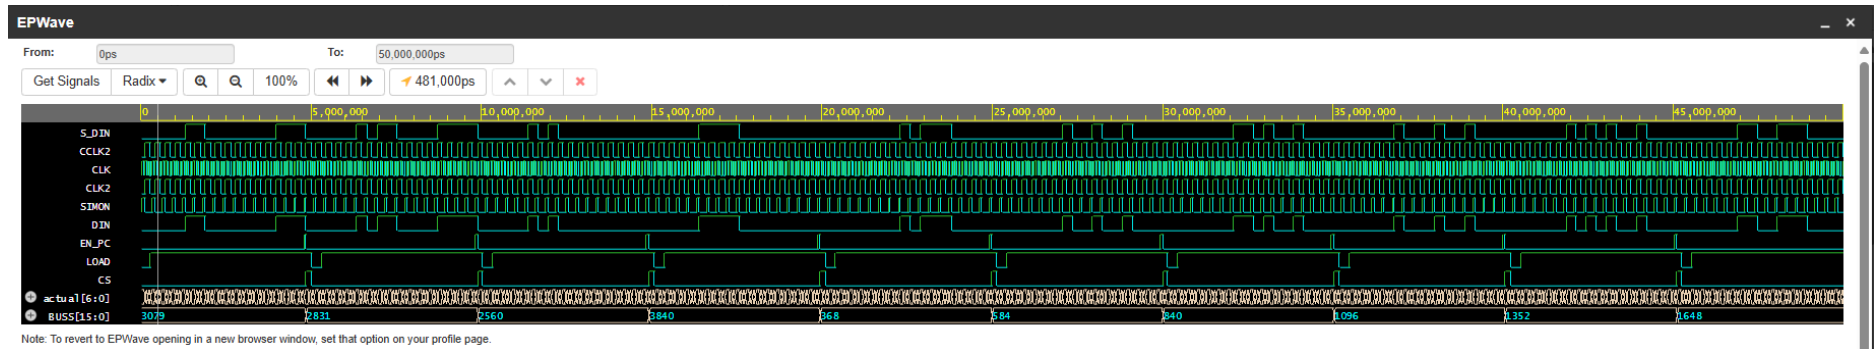 EPWave
From: 0ps To: 50,000,000ps
Get Signals Radix 100% 481,000ps
0 5,000,000 10,000,000 15,000,000 20,000,000 25,000,000 30,000,000 35,000,000 40,000,000 45,000,000
S_DIN
CCLK2
CLK
CLK2
SIMON
DIN
EN_PC
LOAD
CS
actual[6:0]
BUSS[15:0] 3079 2831 2560 3840 368 584 840 1096 1352 1648
Note: To revert to EPWave opening in a new browser window, set that option on your profile page.